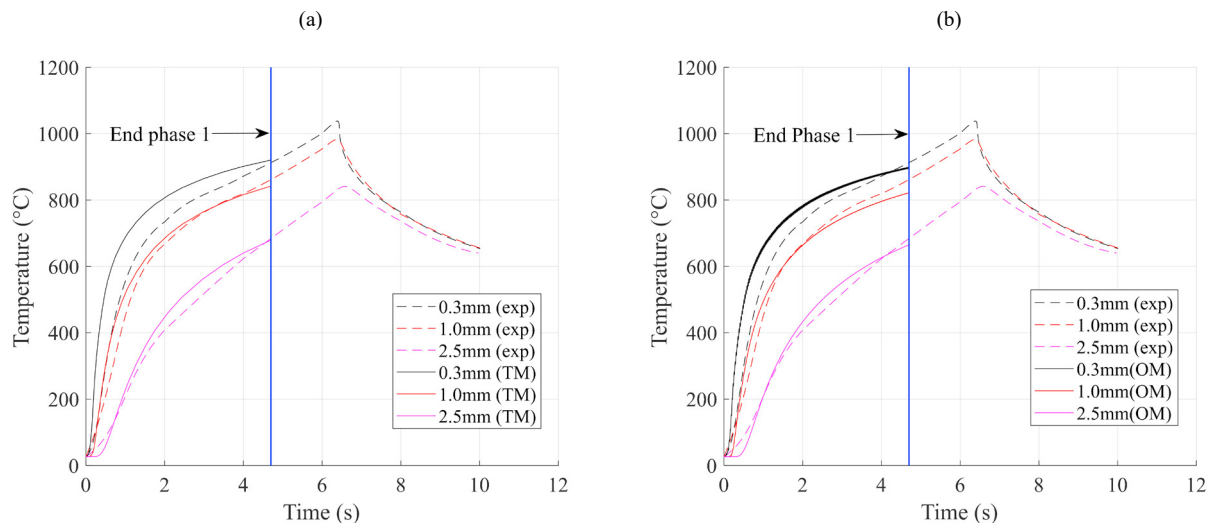 (a)
1200
1000
800
600
400
200
0
Temperature (°C)
End phase 1
0.3mm (exp)
1.0mm (exp)
2.5mm (exp)
0.3mm (TM)
1.0mm (TM)
2.5mm (TM)
0 2 4 6 8 10 12
Time (s)
(b)
1200
1000
800
600
400
200
0
Temperature (°C)
End Phase 1
0.3mm (exp)
1.0mm (exp)
2.5mm (exp)
0.3mm(OM)
1.0mm(OM)
2.5mm(OM)
0 2 4 6 8 10 12
Time (s)